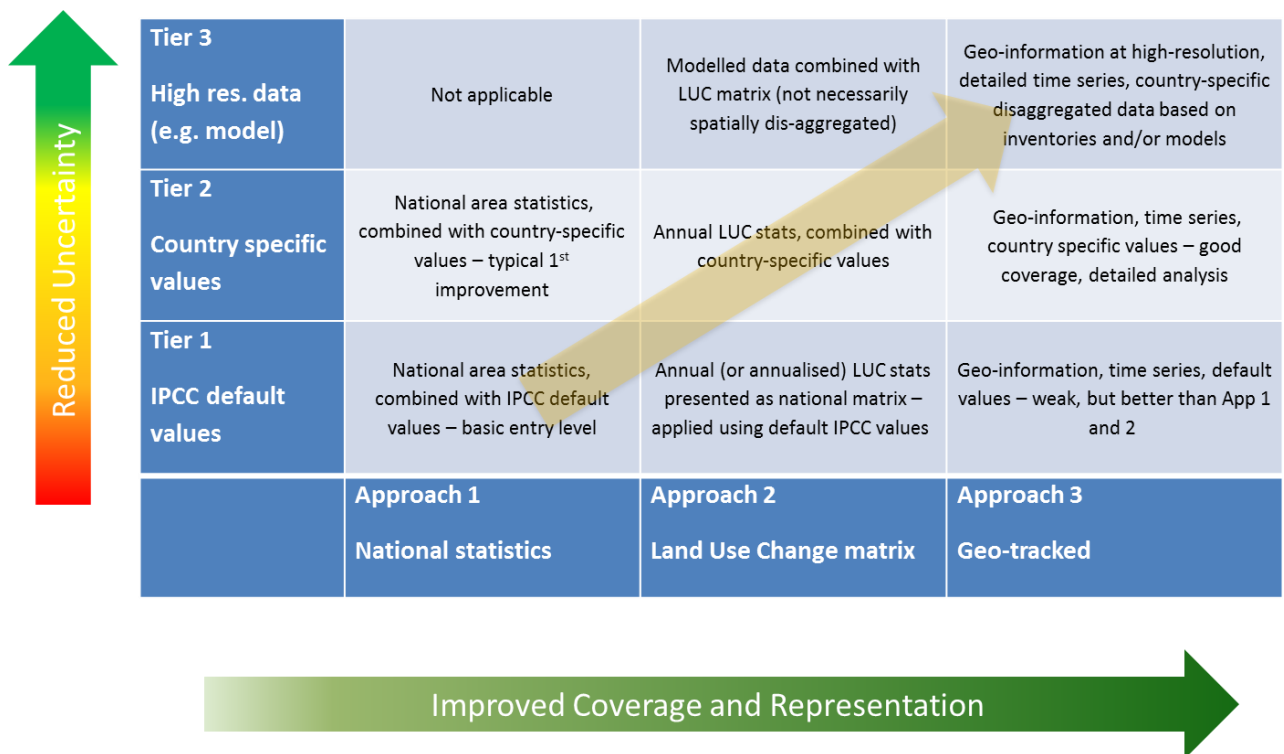 Reduced Uncertainty
Tier 3
High res. data
(e.g. model)
Not applicable
Modelled data combined with
LUC matrix (not necessarily
spatially dis-aggregated)
Geo-information at high-resolution,
detailed time series, country-specific
disaggregated data based on
inventories and/or models
Tier 2
Country specific
values
National area statistics,
combined with country-specific
values – typical 1st
improvement
Annual LUC stats, combined with
country-specific values
Geo-information, time series,
country specific values – good
coverage, detailed analysis
Tier 1
IPCC default
values
National area statistics,
combined with IPCC default
values – basic entry level
Annual (or annualised) LUC stats
presented as national matrix –
applied using default IPCC values
Geo-information, time series, default
values – weak, but better than App 1
and 2
Approach 1
National statistics
Approach 2
Land Use Change matrix
Approach 3
Geo-tracked
Improved Coverage and Representation